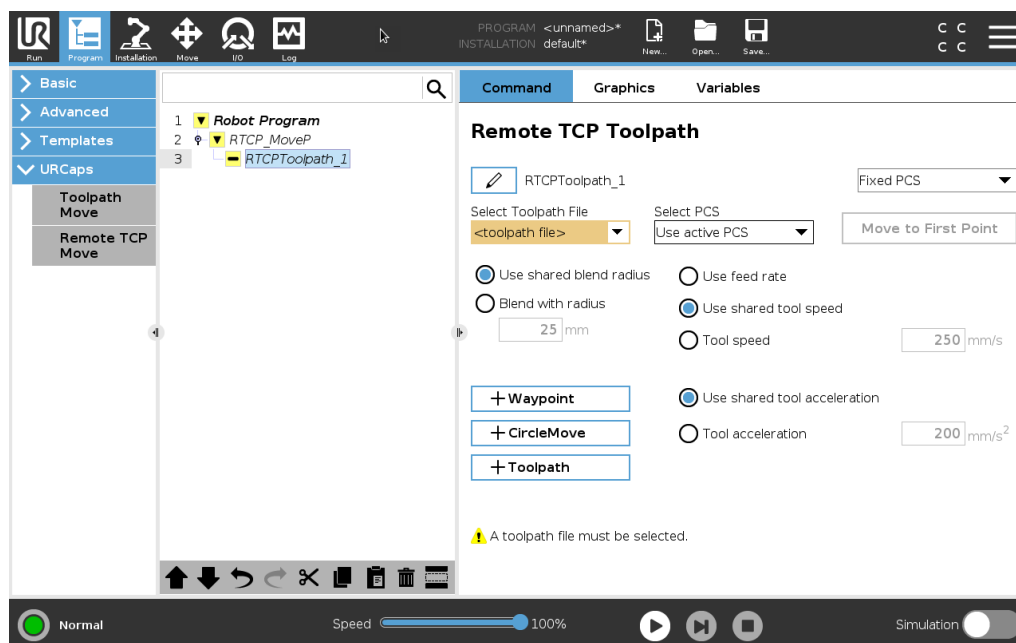 PROGRAM <unnamed>*
INSTALLATION default*
UR
Run
Program
Installation
Move
I/O
Log
New...
Open...
Save...
C C
C C
Basic
Advanced
Templates
URCaps
Toolpath
Move
Remote TCP
Move
1 Robot Program
2 RTCP_MoveP
3 RTCPToolpath_1
Command Graphics Variables
Remote TCP Toolpath
RTCPToolpath_1
Fixed PCS
Select Toolpath File
Select PCS
<toolpath file>
Use active PCS
Move to First Point
Use shared blend radius
Use feed rate
Blend with radius
Use shared tool speed
25 mm
Tool speed
250 mm/s
+Waypoint
Use shared tool acceleration
+CircleMove
Tool acceleration
200 mm/s²
+Toolpath
A toolpath file must be selected.
Normal
Speed
100%
Simulation